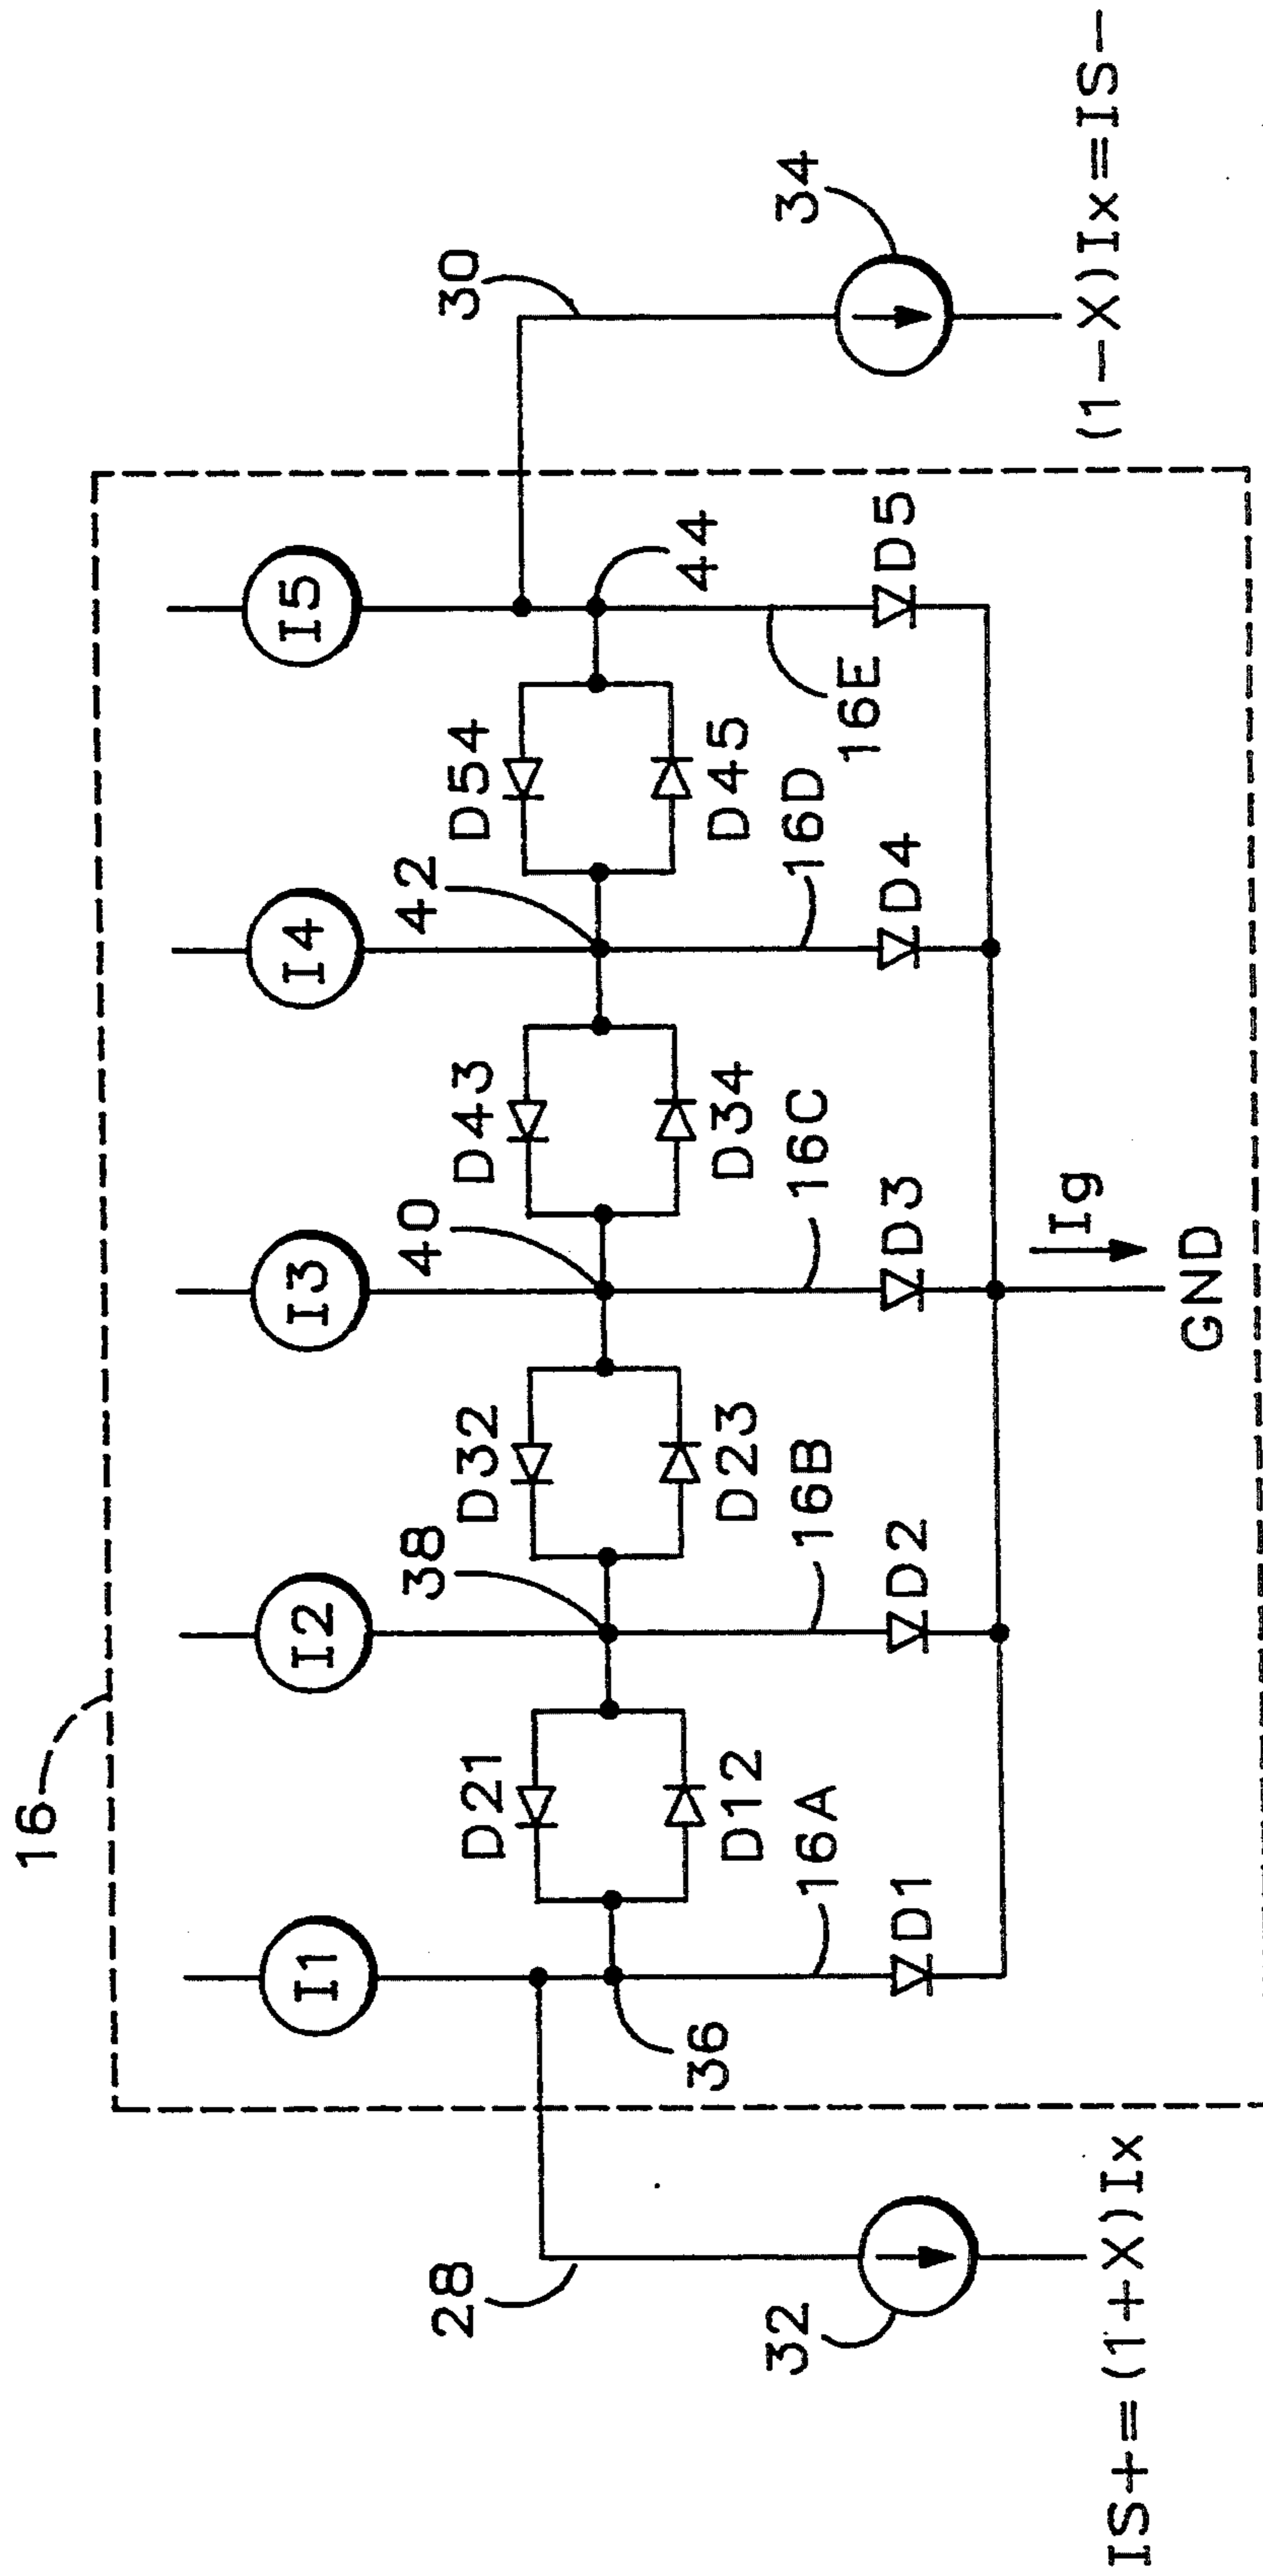 16
I1
I2
I3
I4
I5
28
30
D21
38
D32
40
D43
42
D54
36
D12
D23
D34
D45
44
16A
16B
16C
16D
16E
32
34
D1
D2
D3
D4
D5
Ig
GND
IS+=(1+X)Ix
(1-X)Ix=IS-